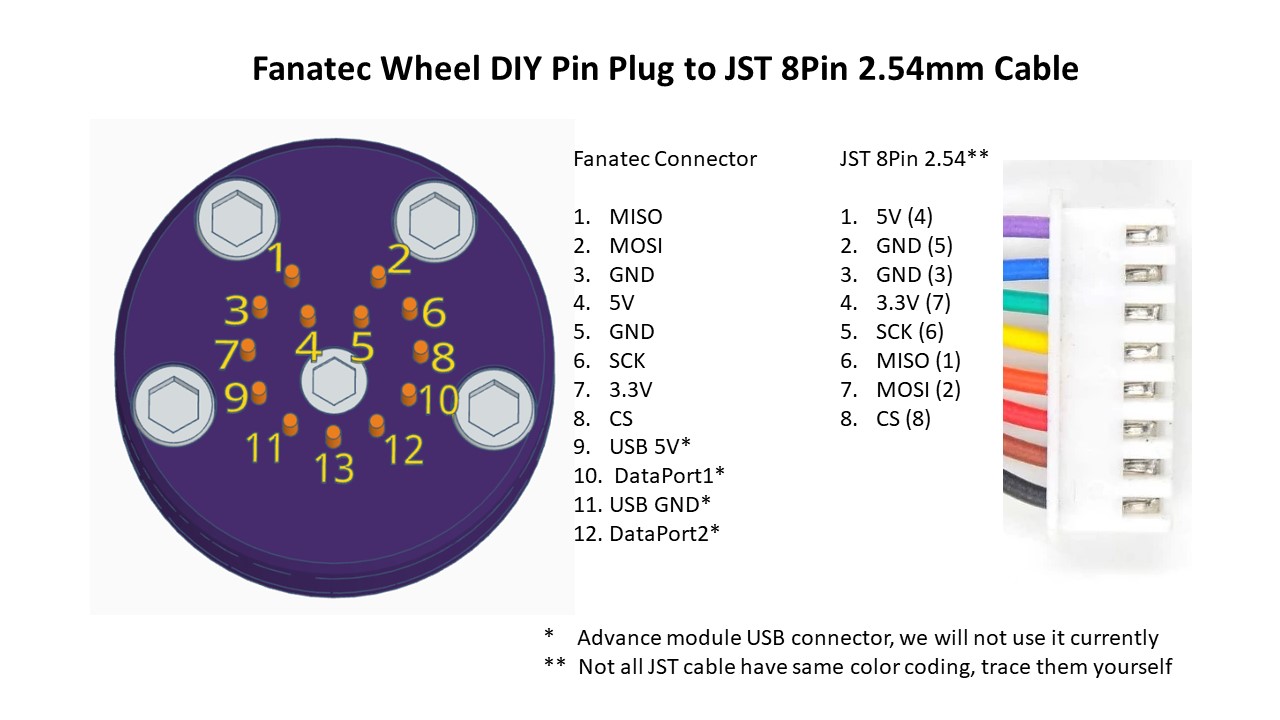 Fanatec Wheel DIY Pin Plug to JST 8Pin 2.54mm Cable
1
2
3
4
5
6
7
8
9
10
11
12
13
Fanatec Connector
1. MISO
2. MOSI
3. GND
4. 5V
5. GND
6. SCK
7. 3.3V
8. CS
9. USB 5V*
10. DataPort1*
11. USB GND*
12. DataPort2*
JST 8Pin 2.54**
1. 5V (4)
2. GND (5)
3. GND (3)
4. 3.3V (7)
5. SCK (6)
6. MISO (1)
7. MOSI (2)
8. CS (8)
* Advance module USB connector, we will not use it currently
** Not all JST cable have same color coding, trace them yourself